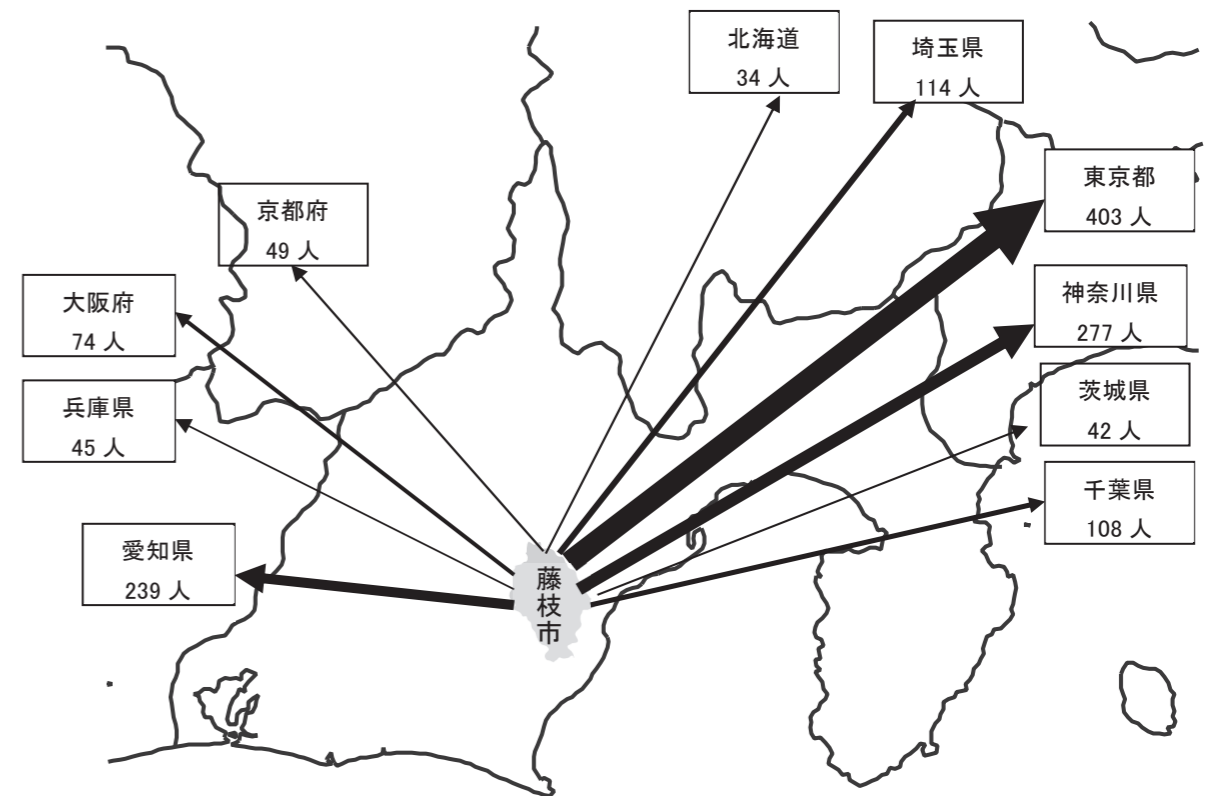 北海道
34 人
埼玉県
114 人
東京都
403 人
京都府
49 人
神奈川県
277 人
大阪府
74 人
茨城県
42 人
兵庫県
45 人
千葉県
108 人
愛知県
239 人
藤枝市